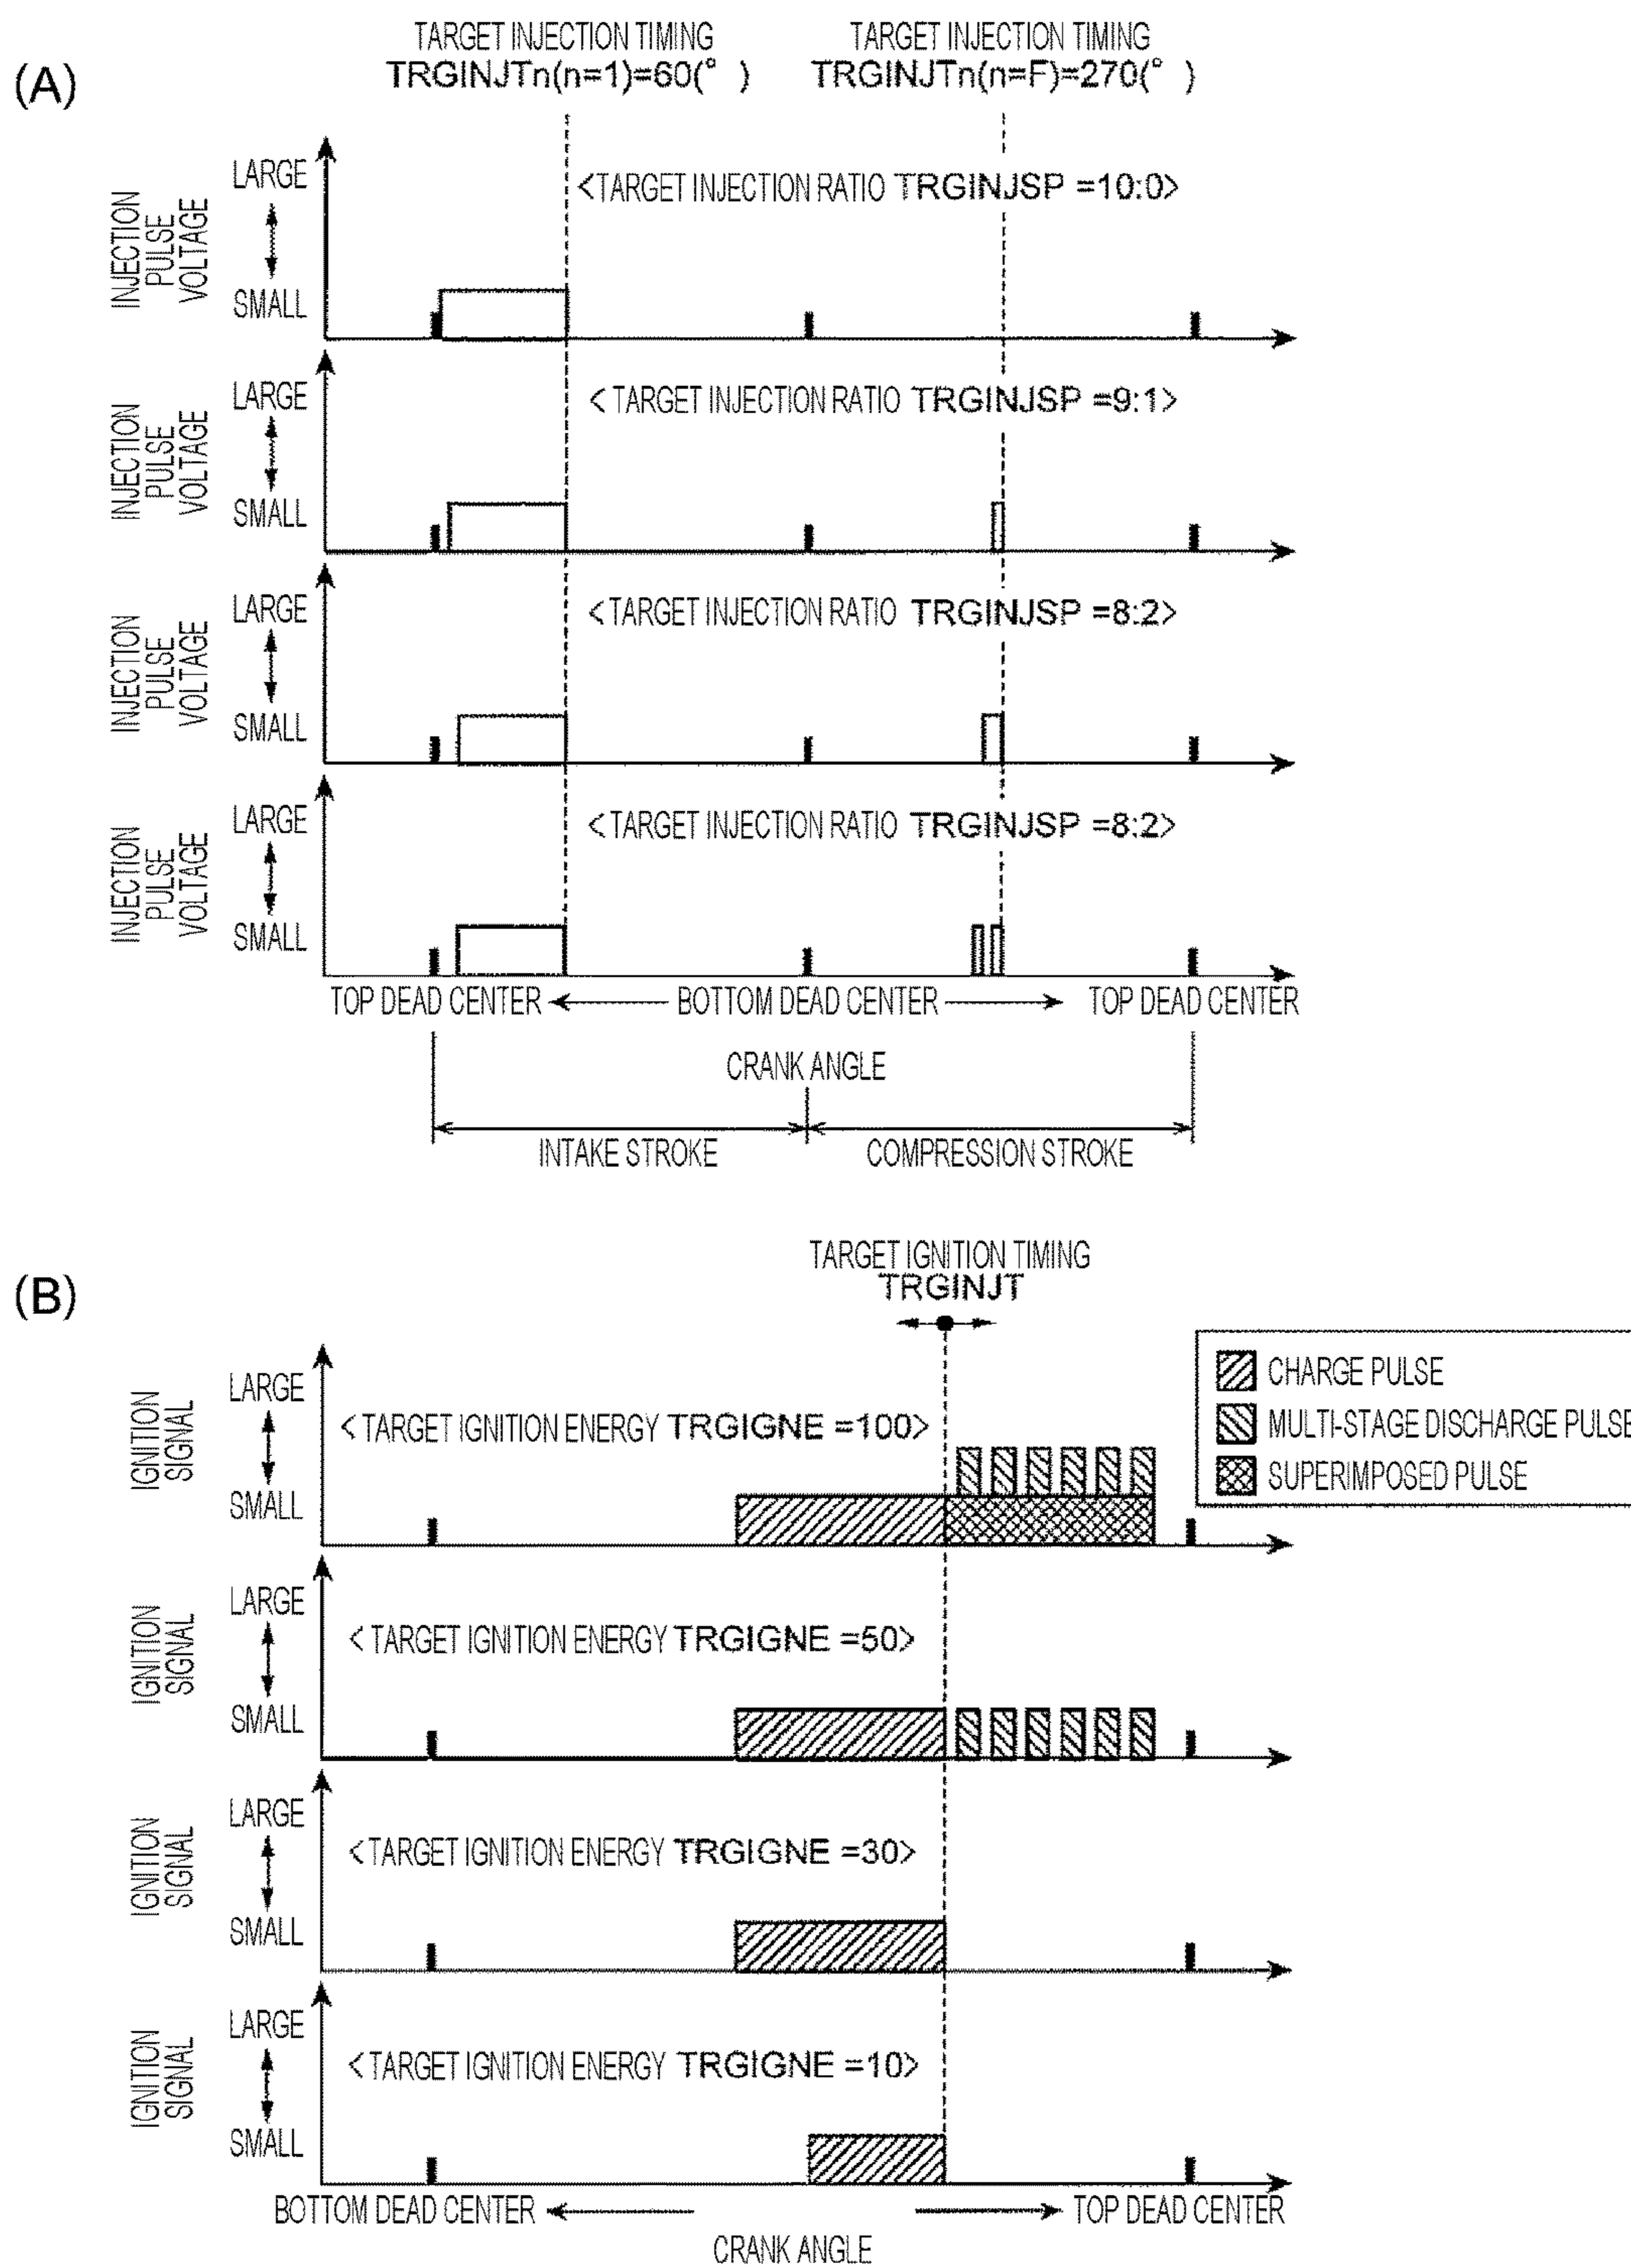 (A)
TARGET INJECTION TIMING
TRGINJTn(n=1)=60(° )
TARGET INJECTION TIMING
TRGINJTn(n=F)=270(° )
INJECTION
PULSE
VOLTAGE
LARGE
SMALL
<TARGET INJECTION RATIO TRGINJSP =10:0>
INJECTION
PULSE
VOLTAGE
LARGE
SMALL
<TARGET INJECTION RATIO TRGINJSP =9:1>
INJECTION
PULSE
VOLTAGE
LARGE
SMALL
<TARGET INJECTION RATIO TRGINJSP =8:2>
INJECTION
PULSE
VOLTAGE
LARGE
SMALL
<TARGET INJECTION RATIO TRGINJSP =8:2>
TOP DEAD CENTER
BOTTOM DEAD CENTER
TOP DEAD CENTER
CRANK ANGLE
INTAKE STROKE
COMPRESSION STROKE
(B)
TARGET IGNITION TIMING
TRGINJT
CHARGE PULSE
MULTI-STAGE DISCHARGE PULSE
SUPERIMPOSED PULSE
IGNITION
SIGNAL
LARGE
SMALL
<TARGET IGNITION ENERGY TRGIGNE =100>
IGNITION
SIGNAL
LARGE
SMALL
<TARGET IGNITION ENERGY TRGIGNE =50>
IGNITION
SIGNAL
LARGE
SMALL
<TARGET IGNITION ENERGY TRGIGNE =30>
IGNITION
SIGNAL
LARGE
SMALL
<TARGET IGNITION ENERGY TRGIGNE =10>
BOTTOM DEAD CENTER
TOP DEAD CENTER
CRANK ANGLE